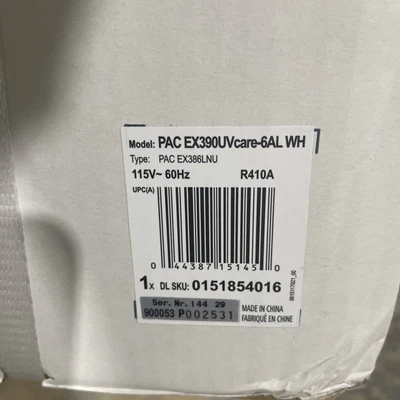 Model: PAC EX390UVcare-6AL WH
Type: PAC EX386LNU
115V~ 60Hz R410A
UPC(A)
0 44387 15145 0
1x DL SKU: 0151854016
Ser. Nr. 144 29
900053 P002531
MADE IN CHINA
FABRIQUÉ EN CHINE